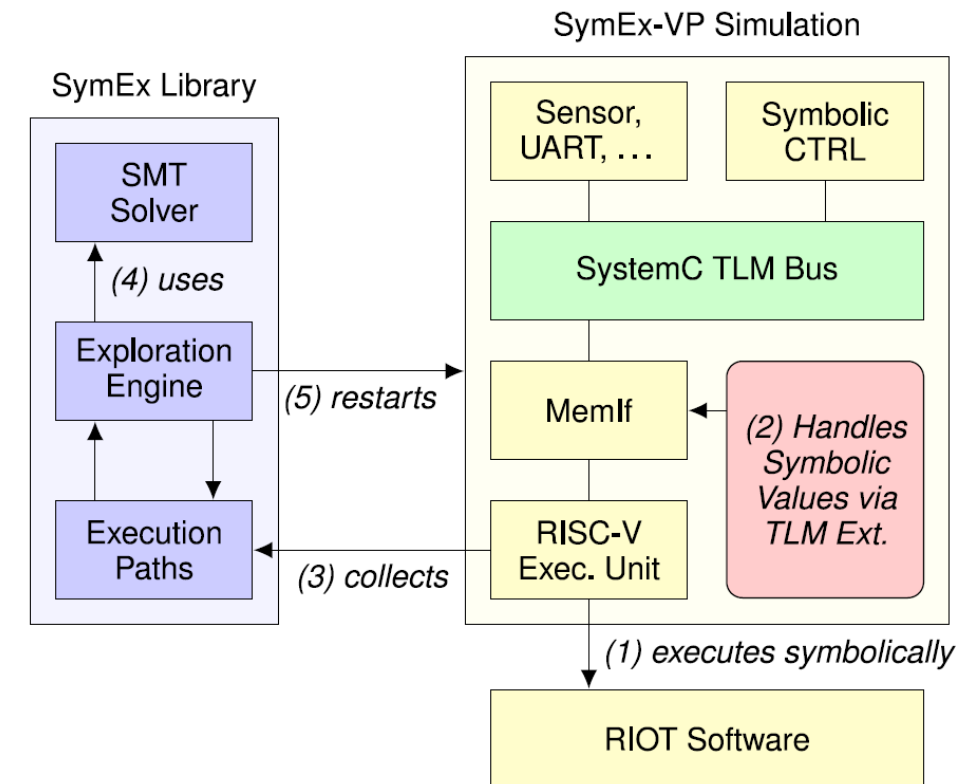 SymEx-VP Simulation
SymEx Library
SMT
Solver
(4) uses
Exploration
Engine
Execution
Paths
(5) restarts
(3) collects
Sensor,
UART, ...
Symbolic
CTRL
SystemC TLM Bus
MemIf
(2) Handles
Symbolic
Values via
TLM Ext.
RISC-V
Exec. Unit
(1) executes symbolically
RIOT Software